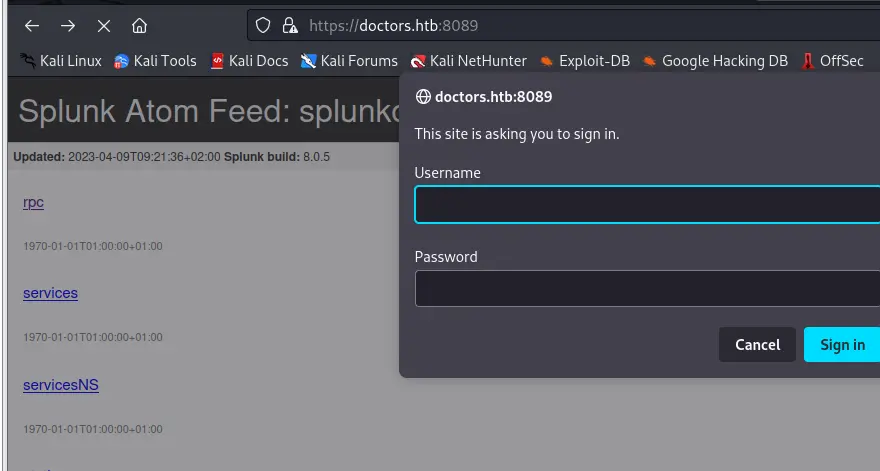 https://doctors.htb:8089
Kali Linux Kali Tools Kali Docs Kali Forums Kali NetHunter Exploit-DB Google Hacking DB OffSec
Splunk Atom Feed: splunkd
doctors.htb:8089
This site is asking you to sign in.
Updated: 2023-04-09T09:21:36+02:00 Splunk build: 8.0.5
Username
rpc
1970-01-01T01:00:00+01:00
Password
services
1970-01-01T01:00:00+01:00
Cancel Sign in
servicesNS
1970-01-01T01:00:00+01:00